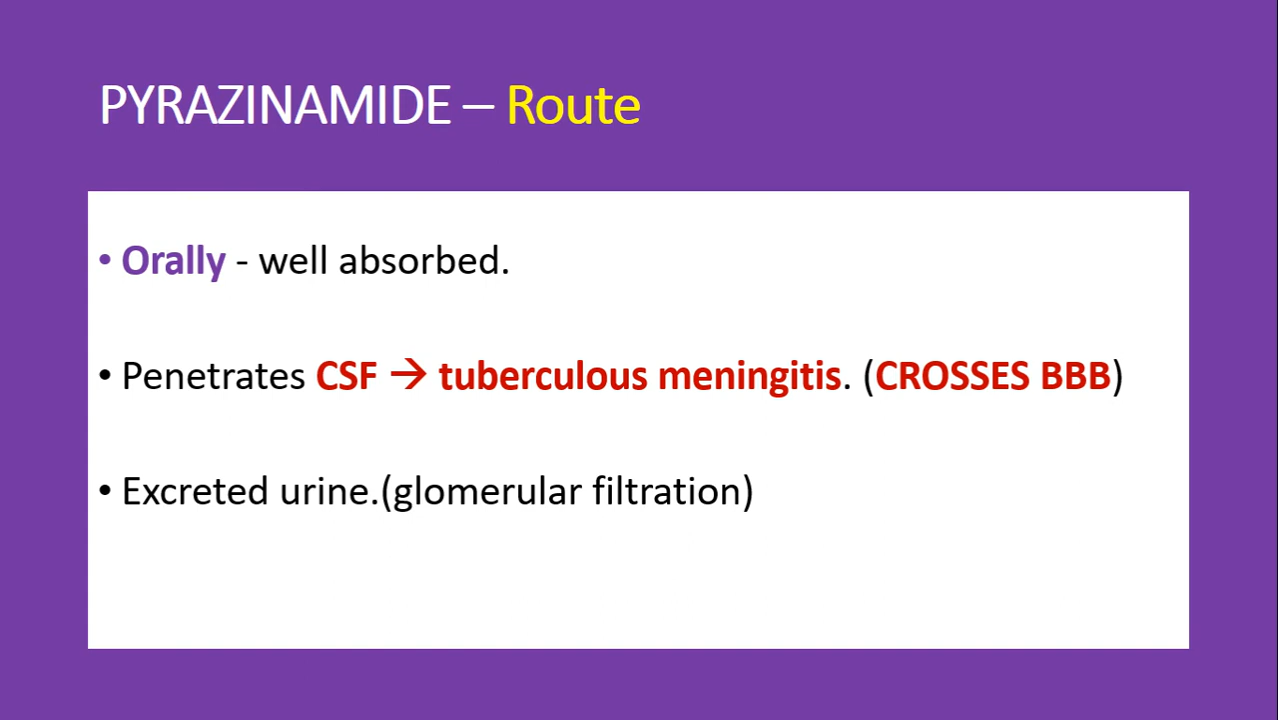 PYRAZINAMIDE – Route
• Orally - well absorbed.
• Penetrates CSF → tuberculous meningitis. (CROSSES BBB)
• Excreted urine.(glomerular filtration)